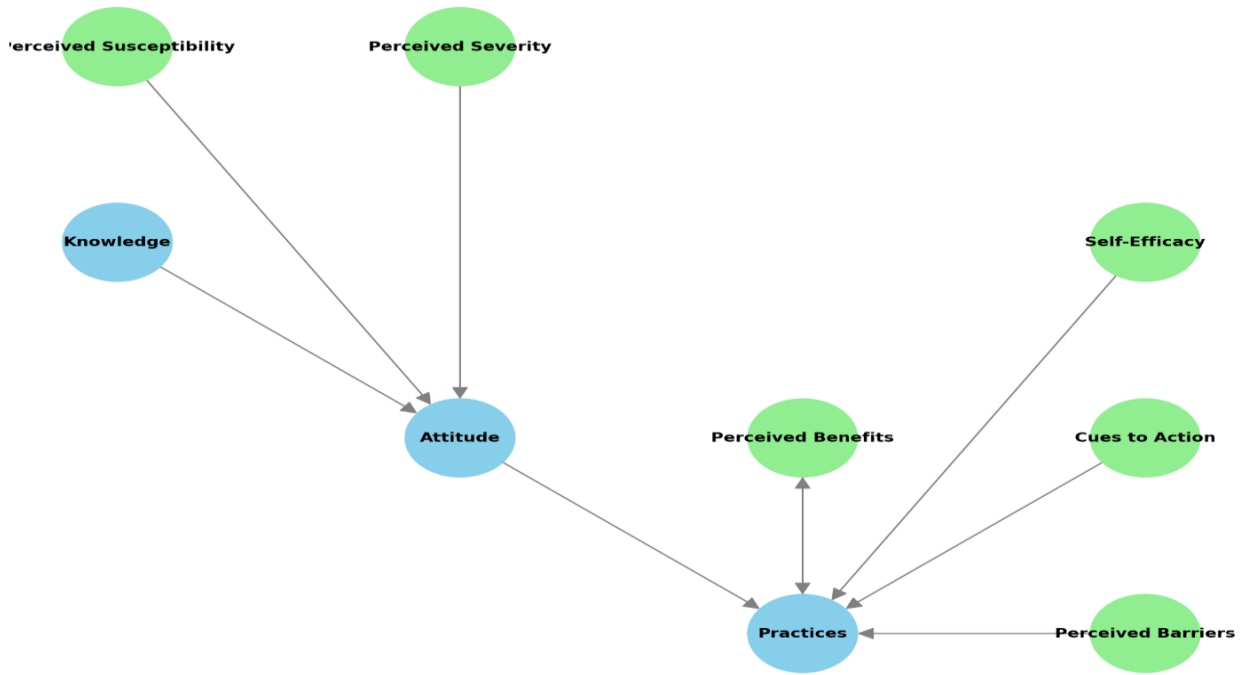 erceived Susceptibility
Perceived Severity
Knowledge
Self-Efficacy
Attitude
Perceived Benefits
Cues to Action
Practices
Perceived Barriers